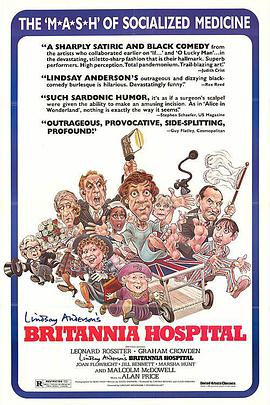 THE 'M*A*S*H' OF SOCIALIZED MEDICINE
"A SHARPLY SATIRIC AND BLACK COMEDY from
the artists who collaborated earlier on "If...' and 'O Lucky Man'...in
the devastating, stiletto-sharp fashion that is their hallmark. Superb
performers. High perception. Total pandemonium. Trail-blazing art!"
—Judith Crist
"LINDSAY ANDERSON'S outrageous and dizzying black-
comedy burlesque is hilarious. Devastatingly funny."
—Rex Reed
"SUCH SARDONIC HUMOR, it's as if a surgeon's scalpel
were given the ability to make an amusing incision. As in 'Alice in
Wonderland', nothing is exactly the way it seems."
—Stephen Schaefer, US Magazine
"OUTRAGEOUS, PROVOCATIVE, SIDE-SPLITTING,
PROFOUND!"
—Guy Flatley, Cosmopolitan
Lindsay Anderson's
BRITANNIA HOSPITAL
LEONARD ROSSITER · GRAHAM CROWDEN
Lindsay Anderson's BRITANNIA HOSPITAL
JOAN PLOWRIGHT · JILL BENNETT · MARSHA HUNT
AND MALCOLM McDOWELL
ALAN PRICE
R RESTRICTED
United Artists Classics